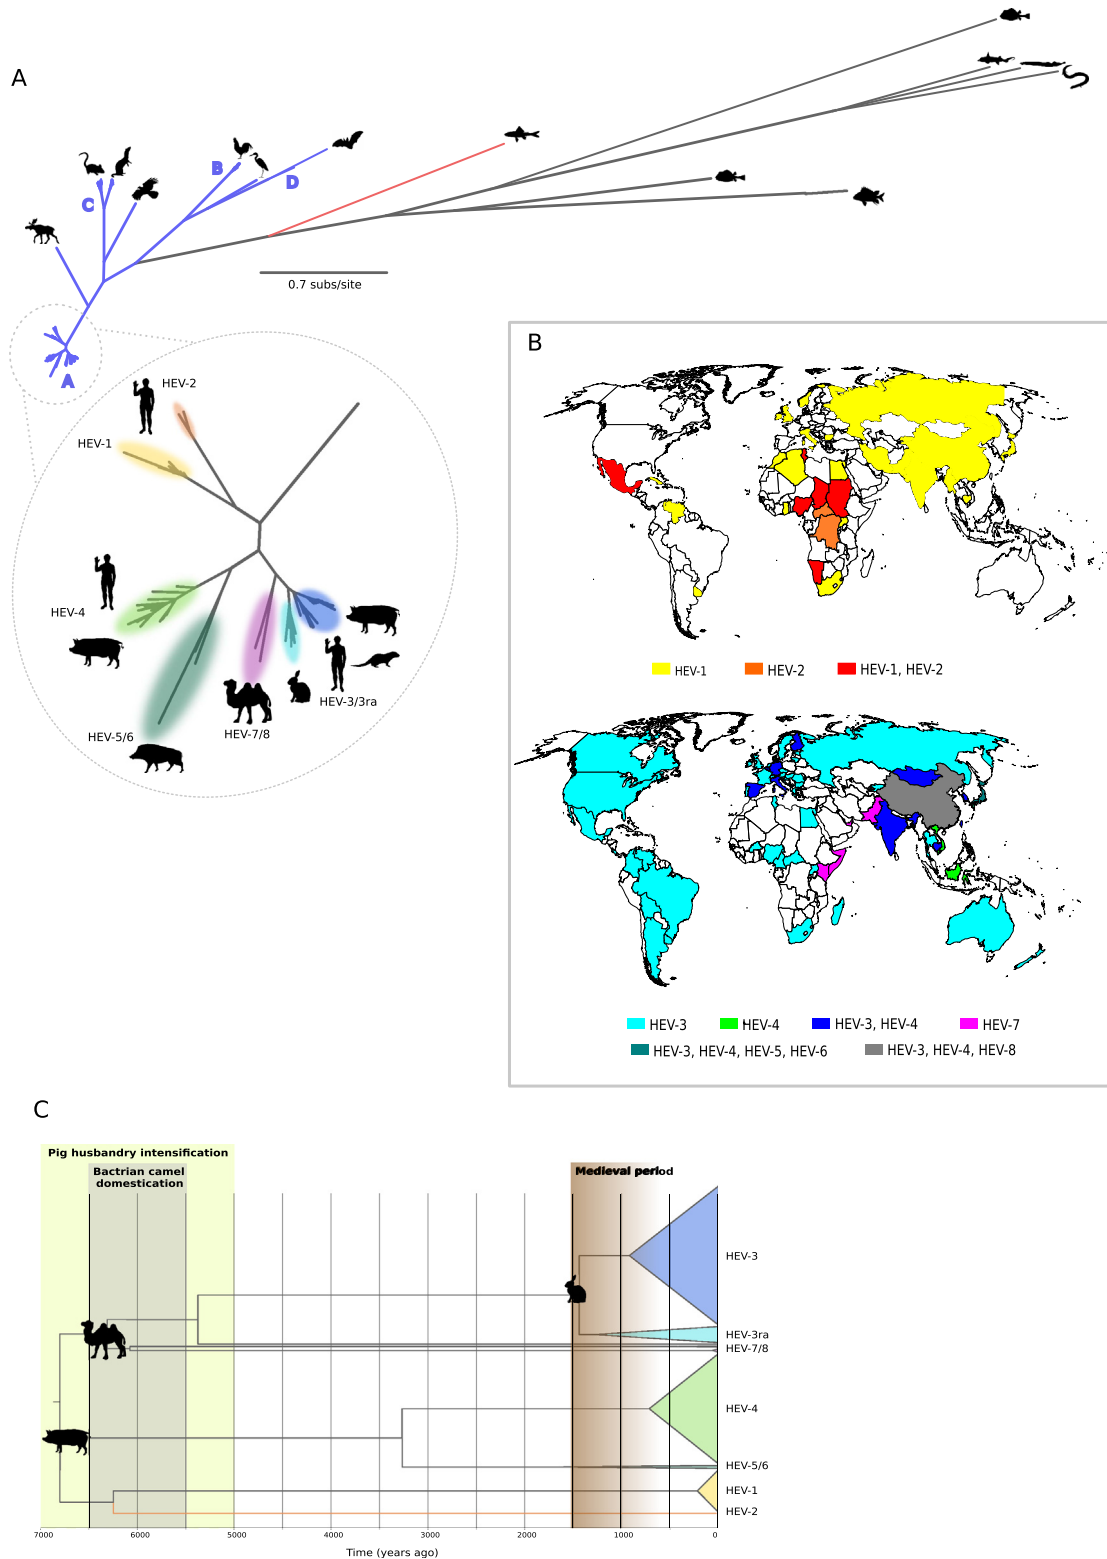 A
B
D
C
0.7 subs/site
A
HEV-2
HEV-1
HEV-4
HEV-3/3ra
HEV-7/8
HEV-5/6
B
HEV-1
HEV-2
HEV-1, HEV-2
HEV-3
HEV-4
HEV-3, HEV-4
HEV-7
HEV-3, HEV-4, HEV-5, HEV-6
HEV-3, HEV-4, HEV-8
C
Pig husbandry intensification
Bactrian camel
domestication
Medieval period
HEV-3
HEV-3ra
HEV-7/8
HEV-4
HEV-5/6
HEV-1
HEV-2
7000 6000 5000 4000 3000 2000 1000 0
Time (years ago)